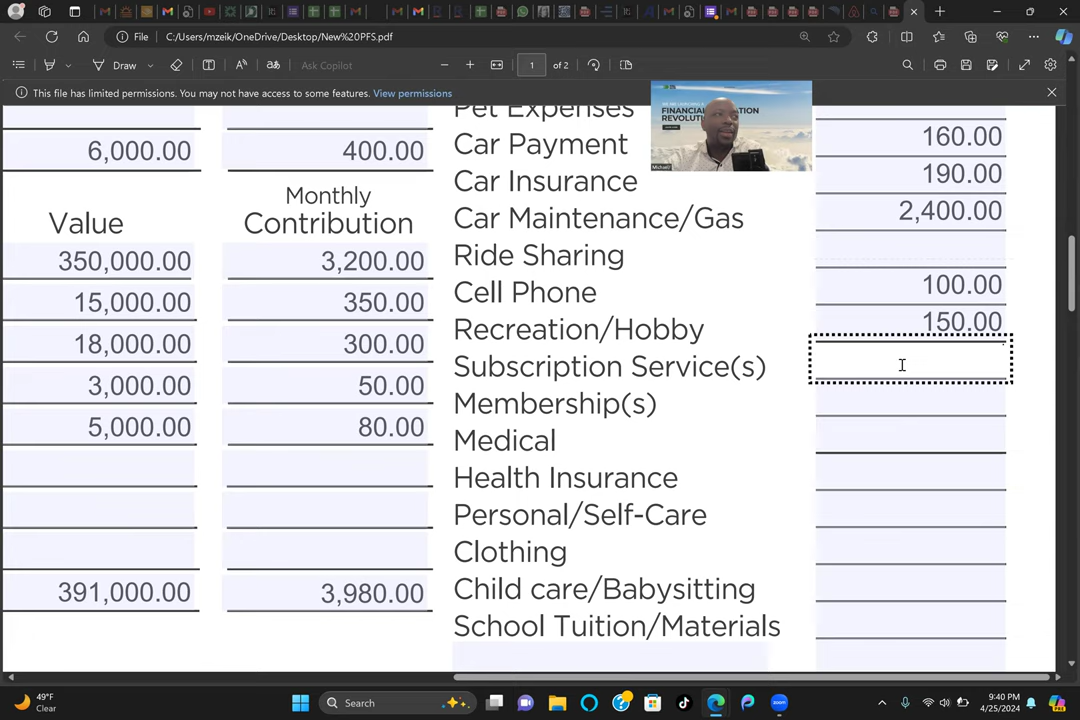 File C:/Users/mzeik/OneDrive/Desktop/New%20PFS.pdf
Draw Ask Copilot 1 of 2
This file has limited permissions. You may not have access to some features. View permissions
FINANCIAL
REVOLU
Pet Expenses
6,000.00 400.00 Car Payment 160.00
Car Insurance 190.00
Monthly
Value Contribution Car Maintenance/Gas 2,400.00
350,000.00 3,200.00 Ride Sharing
15,000.00 350.00 Cell Phone 100.00
18,000.00 300.00 Recreation/Hobby 150.00
3,000.00 50.00 Subscription Service(s)
5,000.00 80.00 Membership(s)
Medical
Health Insurance
Personal/Self-Care
Clothing
391,000.00 3,980.00 Child care/Babysitting
School Tuition/Materials
49°F
Clear
Search
9:40 PM
4/25/2024